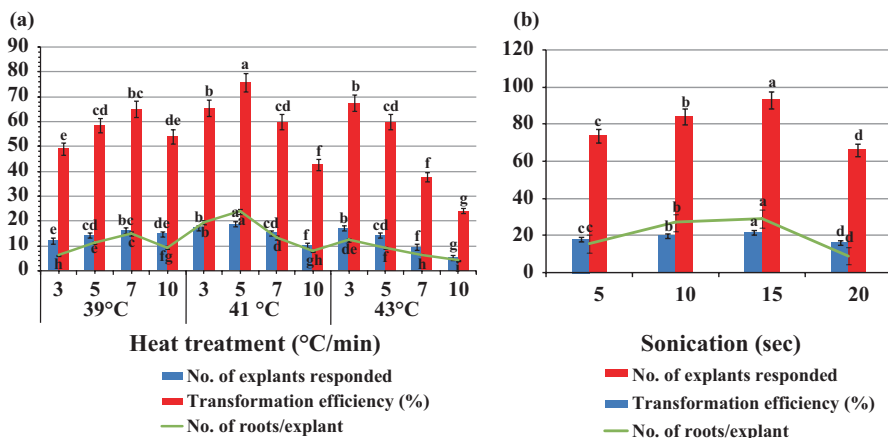 (a)
90
80
70
60
50
40
30
20
10
0
e cd bc de b a cd f b cd f g
e cd bc de b a cd f b cd f g
h e c fg b a d gh de f h i
3 5 7 10 3 5 7 10 3 5 7 10
39°C 41 °C 43°C
Heat treatment (°C/min)
No. of explants responded
Transformation efficiency (%)
No. of roots/explant
(b)
120
100
80
60
40
20
0
c b a d
c b a d
c b a d
5 10 15 20
Sonication (sec)
No. of explants responded
Transformation efficiency (%)
No. of roots/explant